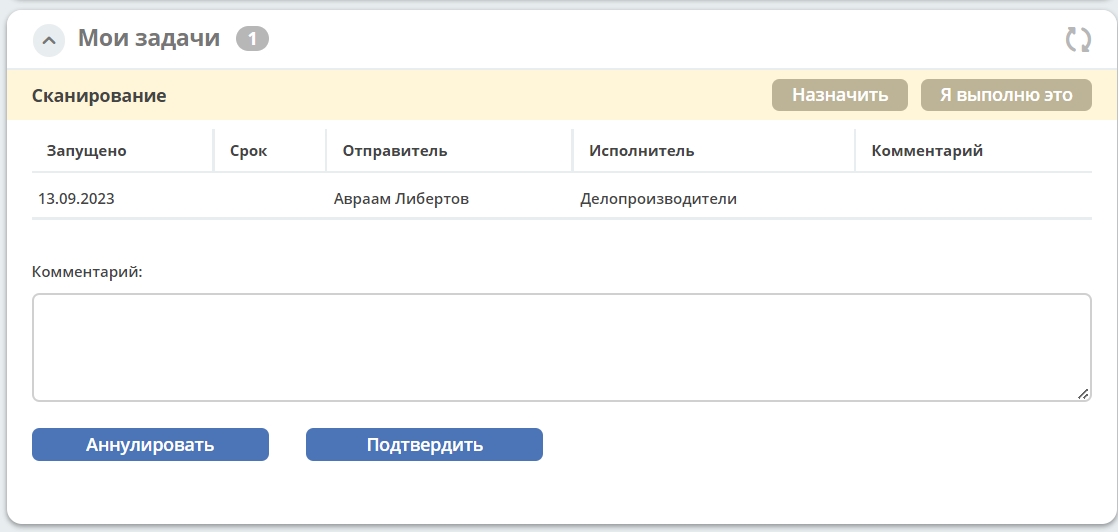 Мои задачи 1
Сканирование Назначить Я выполню это
Запущено Срок Отправитель Исполнитель Комментарий
13.09.2023 Авраам Либертов Делопроизводители
Комментарий:
Аннулировать Подтвердить